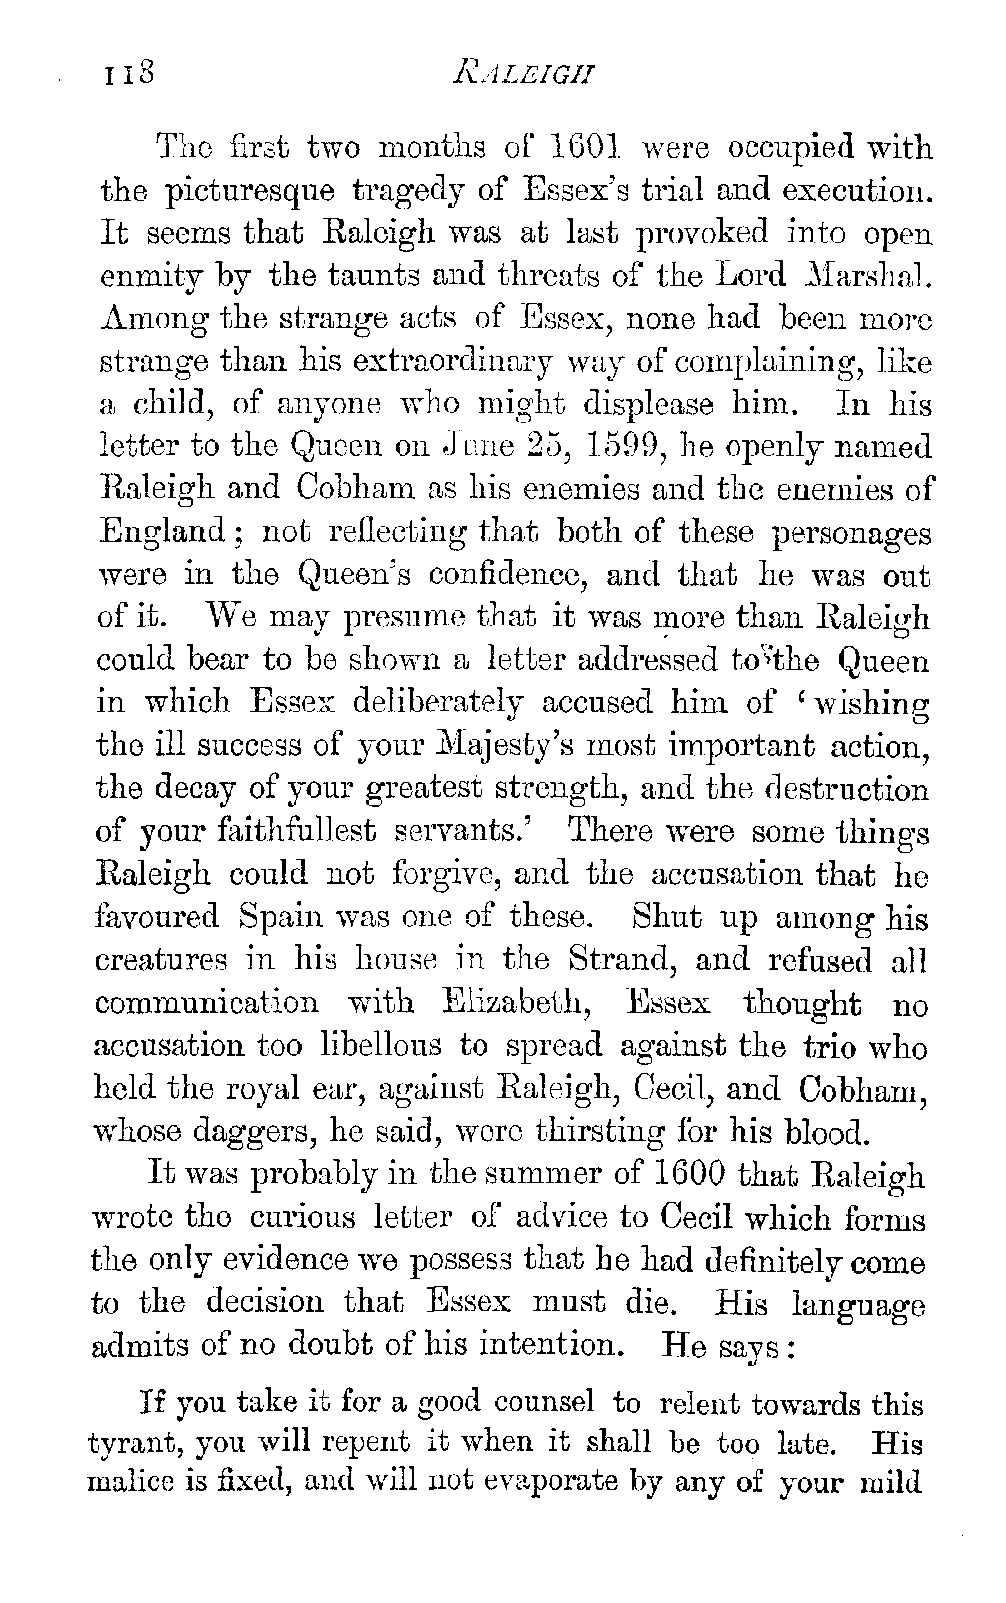 118 RALEIGH
The first two months of 1601 were occupied with
the picturesque tragedy of Essex's trial and execution.
It seems that Raleigh was at last provoked into open
enmity by the taunts and threats of the Lord Marshal.
Among the strange acts of Essex, none had been more
strange than his extraordinary way of complaining, like
a child, of anyone who might displease him. In his
letter to the Queen on June 25, 1599, he openly named
Raleigh and Cobham as his enemies and the enemies of
England; not reflecting that both of these personages
were in the Queen's confidence, and that he was out
of it. We may presume that it was more than Raleigh
could bear to be shown a letter addressed to the Queen
in which Essex deliberately accused him of 'wishing
the ill success of your Majesty's most important action,
the decay of your greatest strength, and the destruction
of your faithfullest servants.' There were some things
Raleigh could not forgive, and the accusation that he
favoured Spain was one of these. Shut up among his
creatures in his house in the Strand, and refused all
communication with Elizabeth, Essex thought no
accusation too libellous to spread against the trio who
held the royal ear, against Raleigh, Cecil, and Cobham,
whose daggers, he said, were thirsting for his blood.
It was probably in the summer of 1600 that Raleigh
wrote the curious letter of advice to Cecil which forms
the only evidence we possess that he had definitely come
to the decision that Essex must die. His language
admits of no doubt of his intention. He says:
If you take it for a good counsel to relent towards this
tyrant, you will repent it when it shall be too late. His
malice is fixed, and will not evaporate by any of your mild